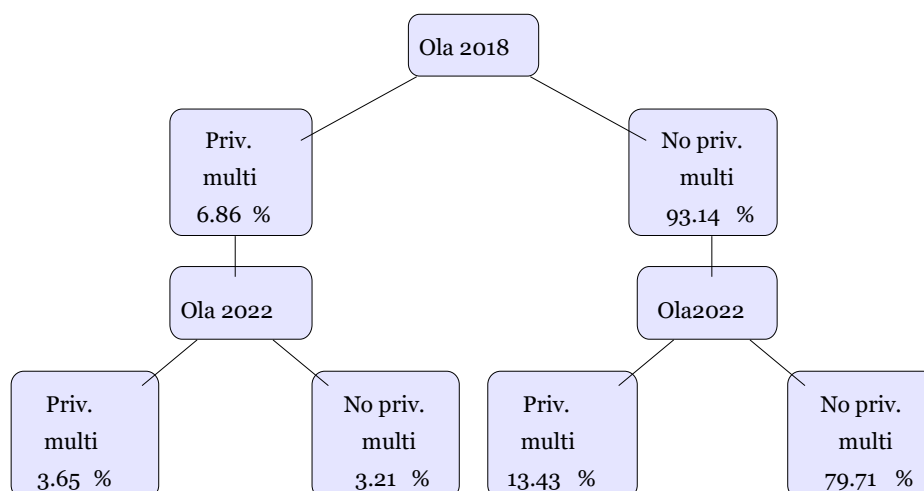 Ola 2018
Priv.
multi
6.86 %
No priv.
multi
93.14 %
Ola 2022
Ola2022
Priv.
multi
3.65 %
No priv.
multi
3.21 %
Priv.
multi
13.43 %
No priv.
multi
79.71 %